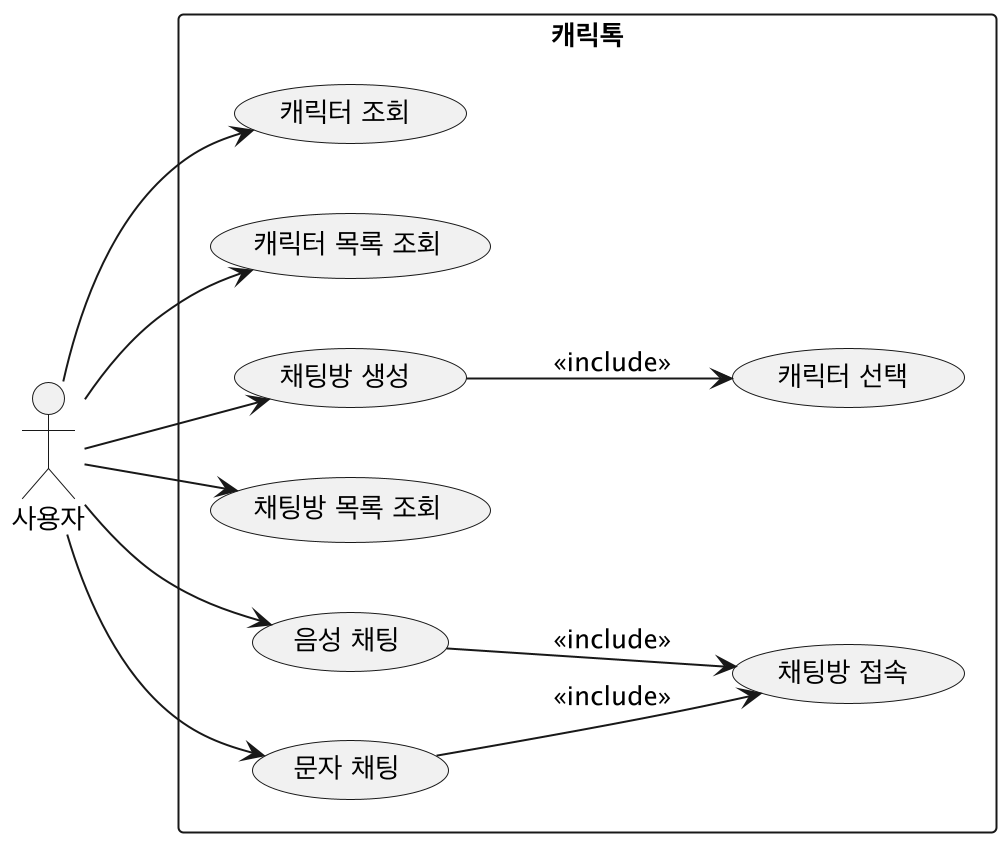 캐릭톡
캐릭터 조회
캐릭터 목록 조회
채팅방 생성
«include»
캐릭터 선택
사용자
채팅방 목록 조회
음성 채팅
«include»
채팅방 접속
«include»
문자 채팅